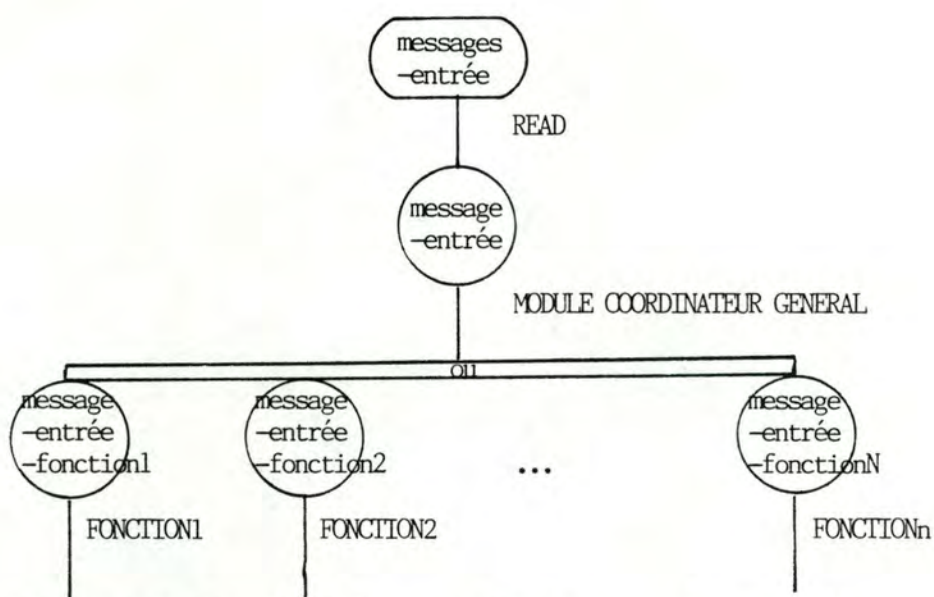 messages
-entrée
READ
message
-entrée
MODULE COORDINATEUR GENERAL
ou
message
-entrée
-fonction1
message
-entrée
-fonction2
...
message
-entrée
-fonctionN
FONCTION1
FONCTION2
FONCTIONn